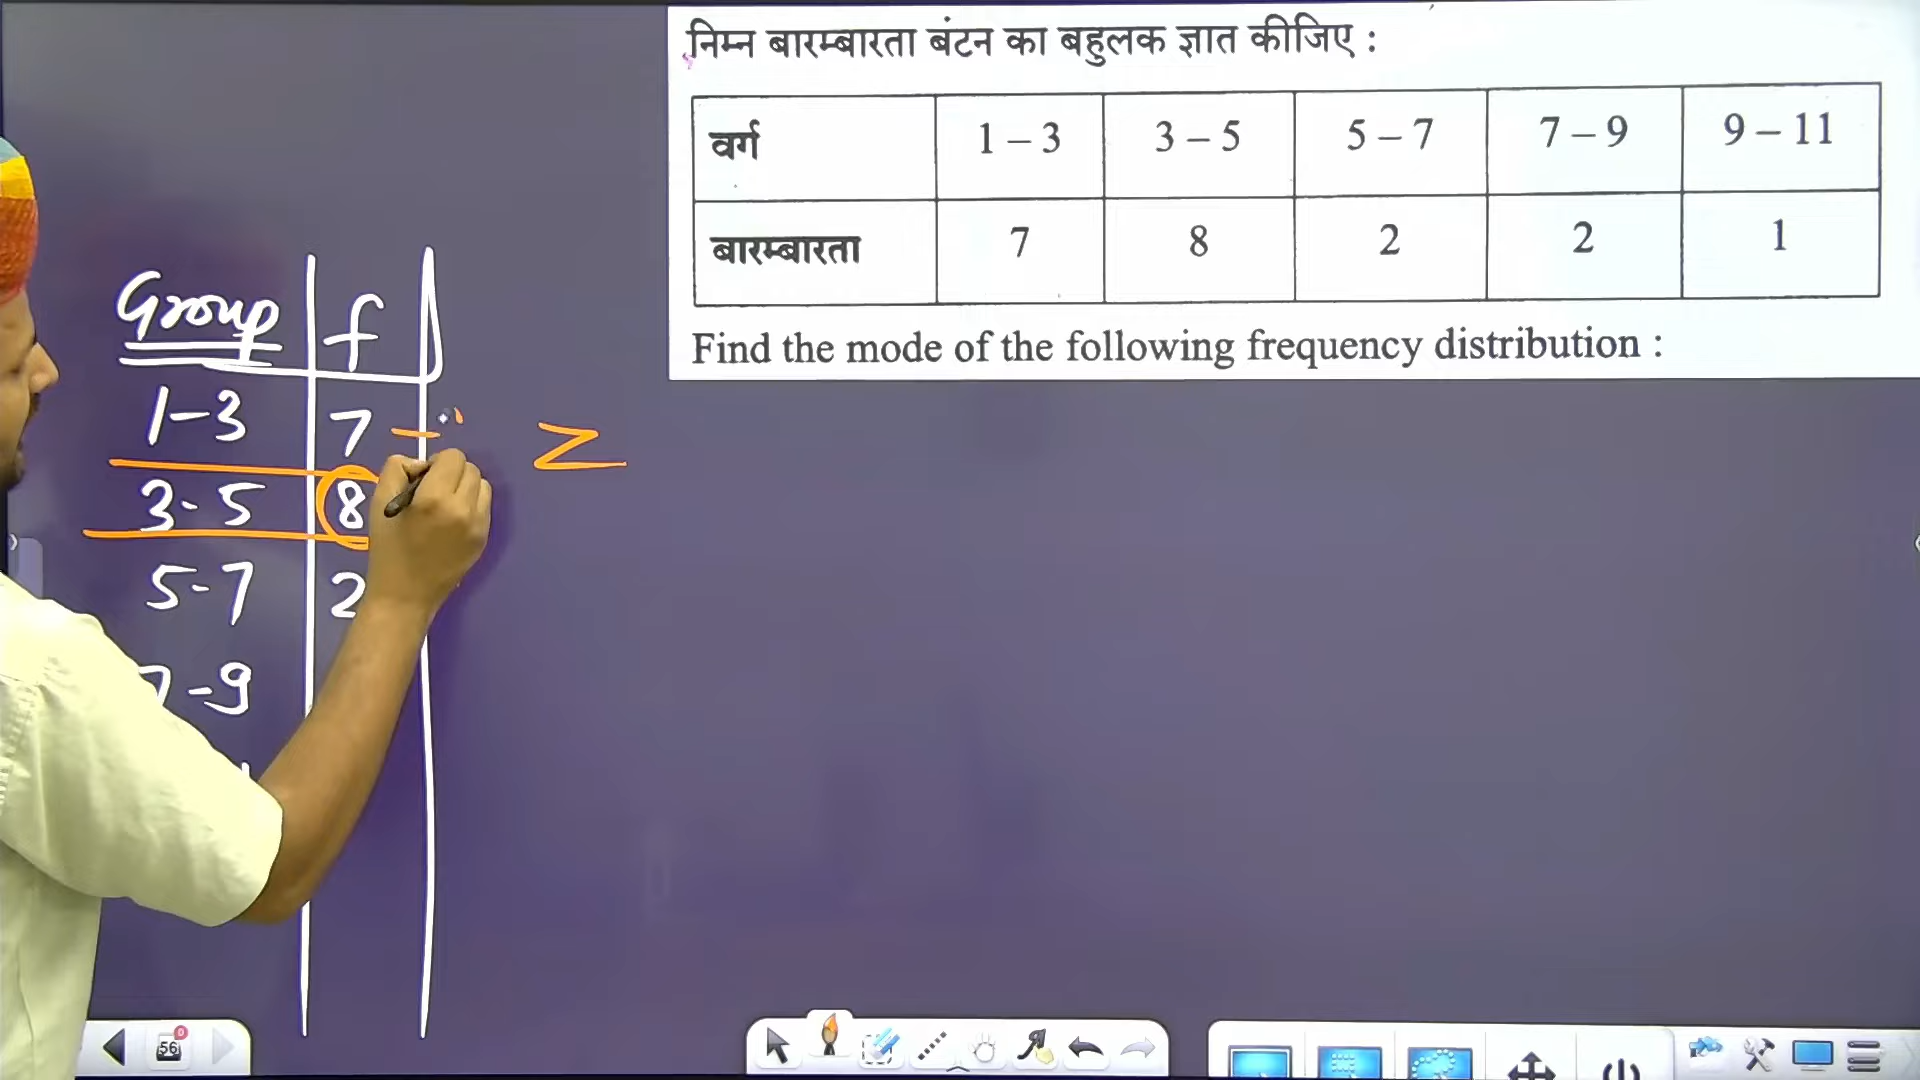 निम्न बारम्बारता बंटन का बहुलक ज्ञात कीजिए :
वर्ग 1 – 3 3 – 5 5 – 7 7 – 9 9 – 11
बारम्बारता 7 8 2 2 1
Find the mode of the following frequency distribution :
Group f
1-3 7
3-5 8
5-7 2
7-9
Z
56
0